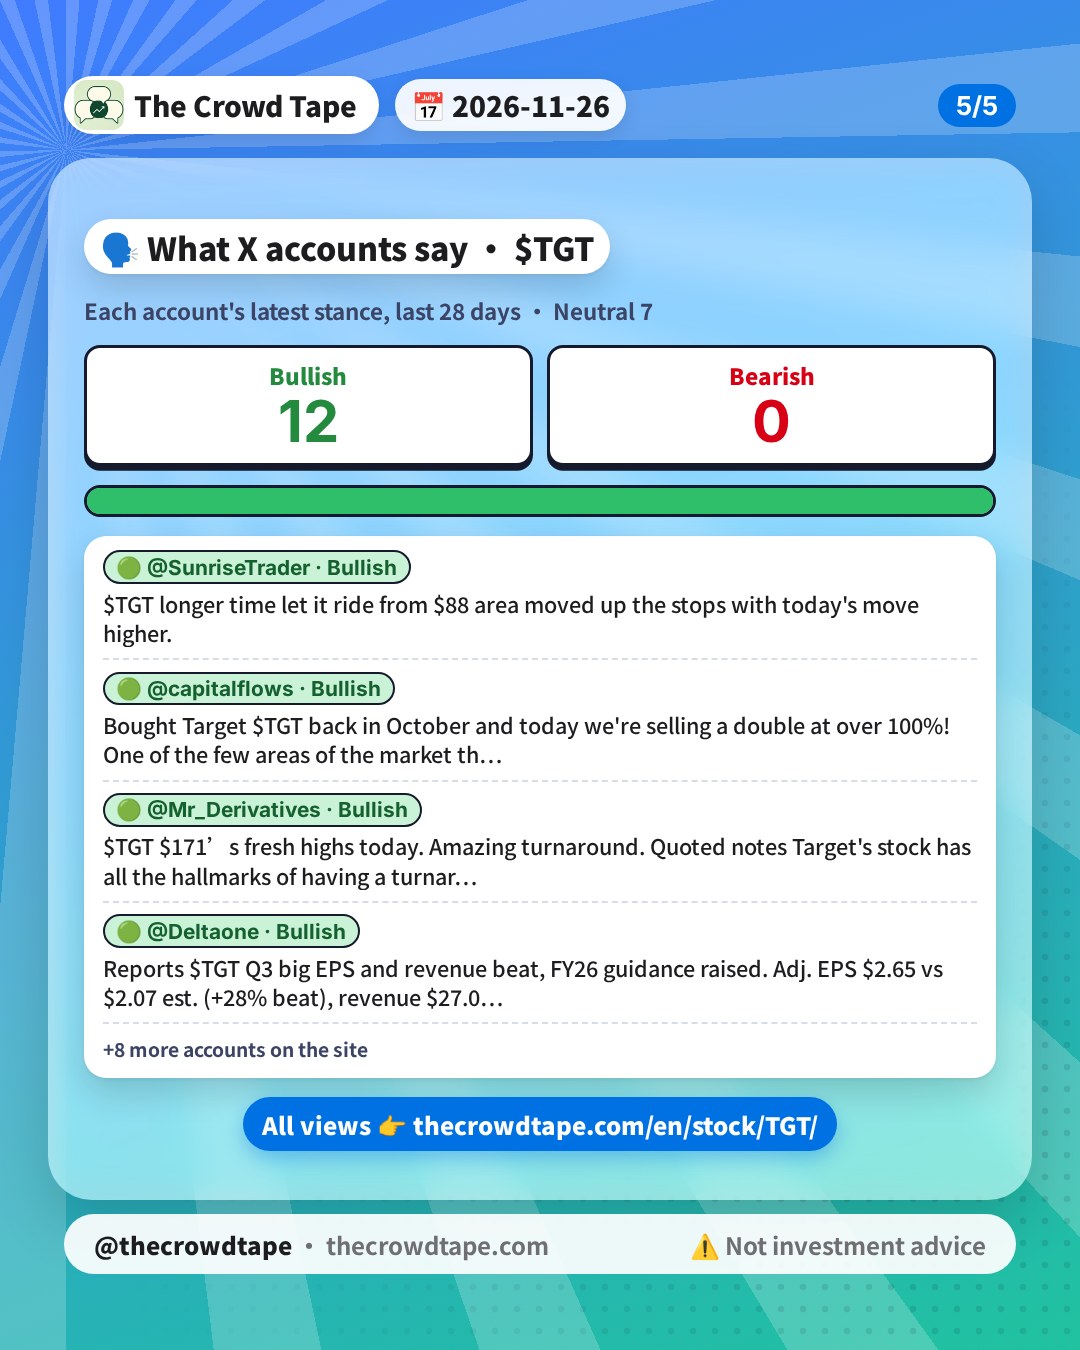 The Crowd Tape
July
17
2026-11-26
5/5
What X accounts say • $TGT
Each account's latest stance, last 28 days • Neutral 7
Bullish
12
Bearish
0
@SunriseTrader · Bullish
$TGT longer time let it ride from $88 area moved up the stops with today's move
higher.
@capitalflows · Bullish
Bought Target $TGT back in October and today we're selling a double at over 100%!
One of the few areas of the market th…
@Mr_Derivatives · Bullish
$TGT $171’s fresh highs today. Amazing turnaround. Quoted notes Target's stock has
all the hallmarks of having a turnar…
@Deltaone · Bullish
Reports $TGT Q3 big EPS and revenue beat, FY26 guidance raised. Adj. EPS $2.65 vs
$2.07 est. (+28% beat), revenue $27.0…
+8 more accounts on the site
All views 👉 thecrowdtape.com/en/stock/TGT/
@thecrowdtape • thecrowdtape.com
⚠️ Not investment advice